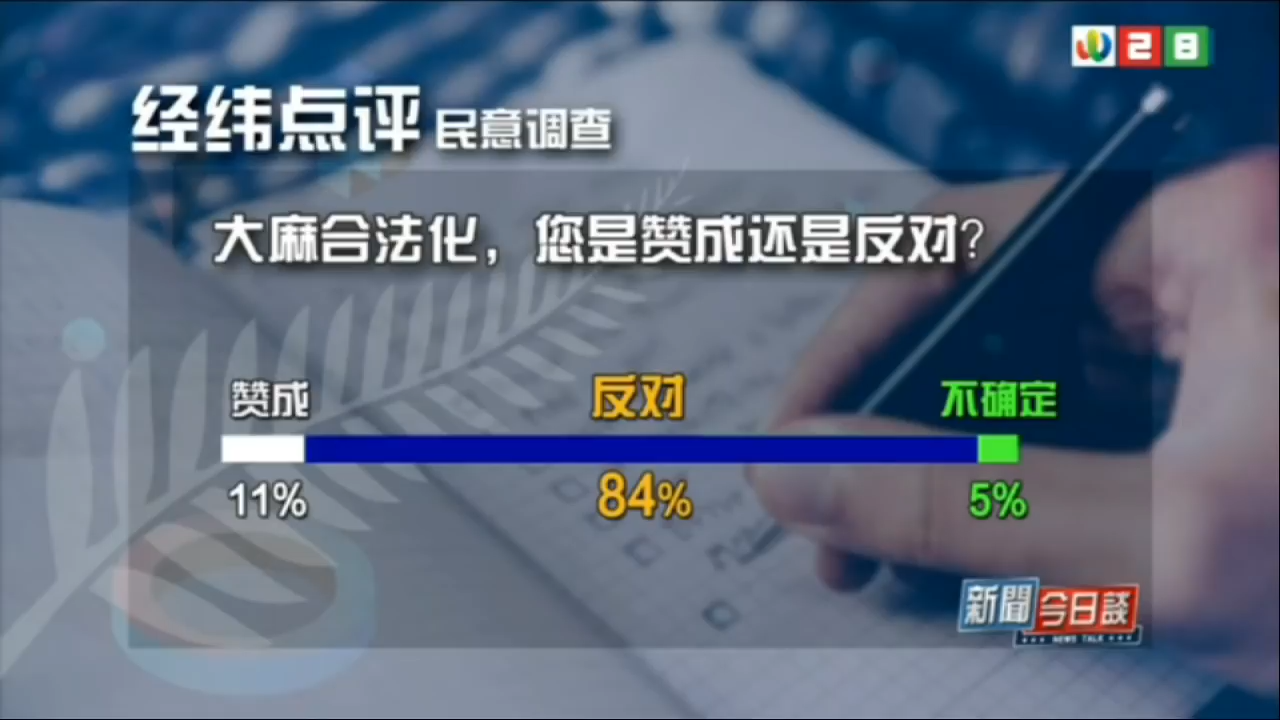 28
经纬点评 民意调查
大麻合法化，您是赞成还是反对?
赞成 反对 不确定
11% 84% 5%
新聞 今日談
NEWS TALK